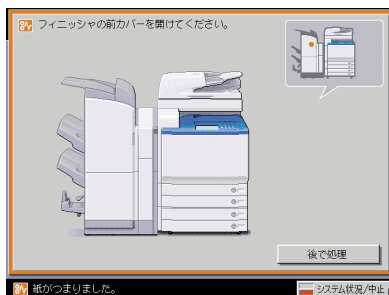 フィニッシャの前カバーを開けてください。
後で処理
紙がつまりました。
システム状況/中止